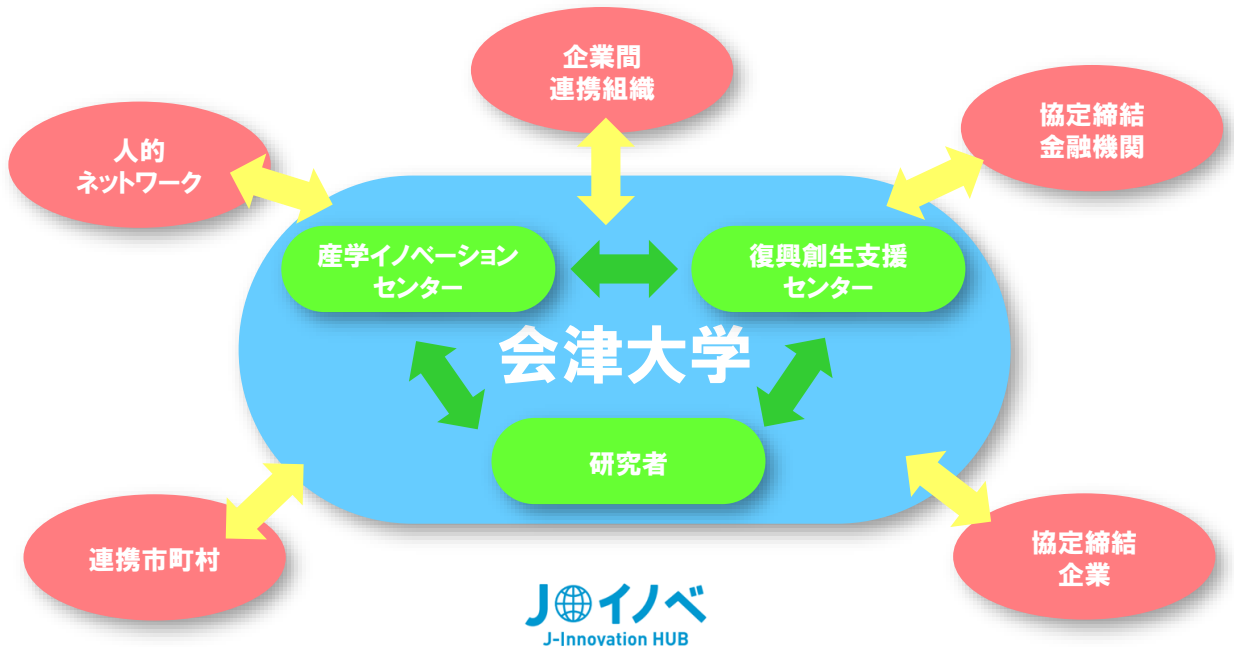 企業間
連携組織
協定締結
金融機関
人的
ネットワーク
産学イノベーション
センター
復興創生支援
センター
会津大学
研究者
連携市町村
協定締結
企業
Jイノベ
J-Innovation HUB